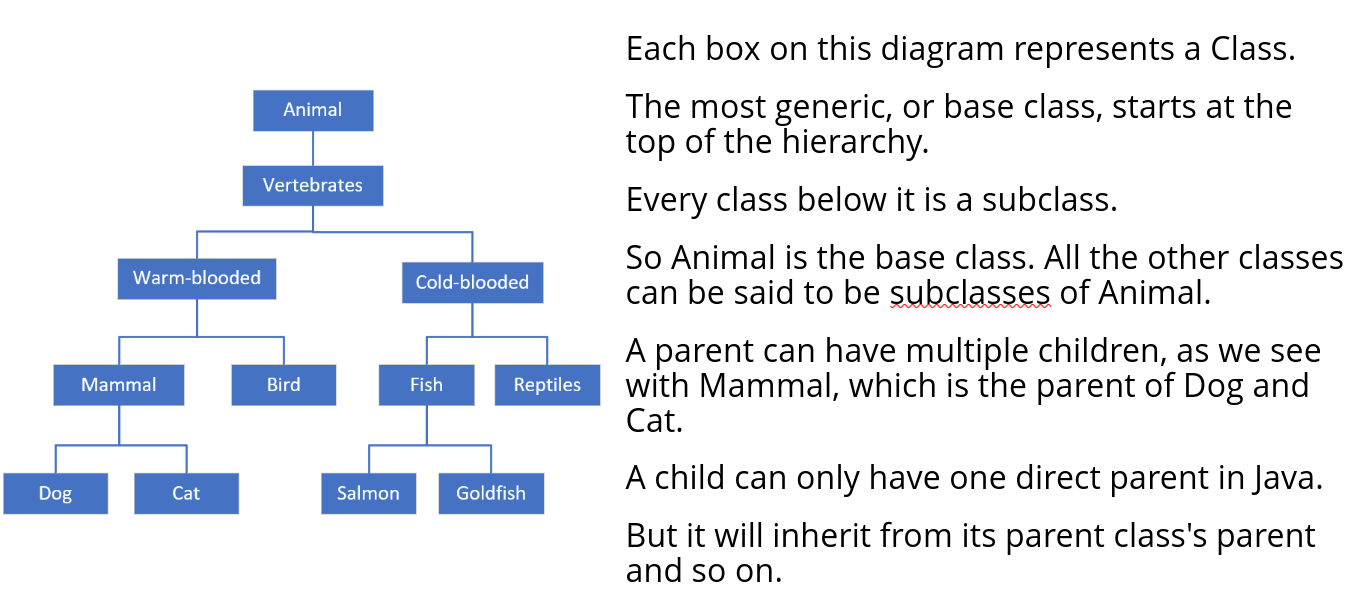 Animal
Vertebrates
Warm-blooded
Cold-blooded
Mammal
Bird
Fish
Reptiles
Dog
Cat
Salmon
Goldfish
Each box on this diagram represents a Class.
The most generic, or base class, starts at the
top of the hierarchy.
Every class below it is a subclass.
So Animal is the base class. All the other classes
can be said to be subclasses of Animal.
A parent can have multiple children, as we see
with Mammal, which is the parent of Dog and
Cat.
A child can only have one direct parent in Java.
But it will inherit from its parent class's parent
and so on.